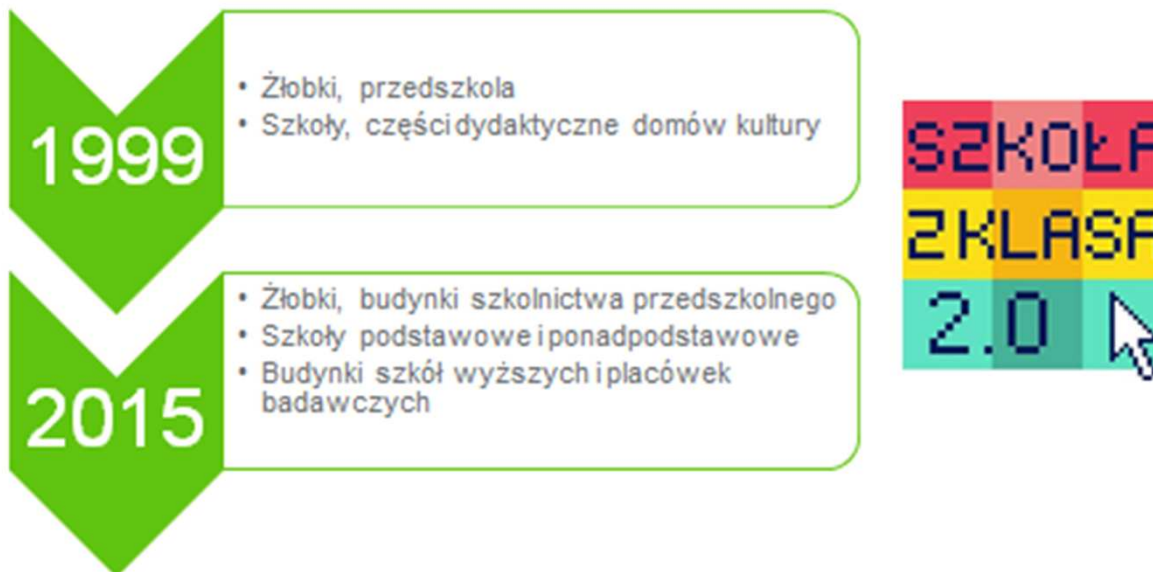 1999
• Żłobki, przedszkola
• Szkoły, części dydaktyczne domów kultury
2015
• Żłobki, budynki szkolnictwa przedszkolnego
• Szkoły podstawowe i ponadpodstawowe
• Budynki szkół wyższych i placówek
badawczych
SZKOŁA
Z KLASĄ
2.0